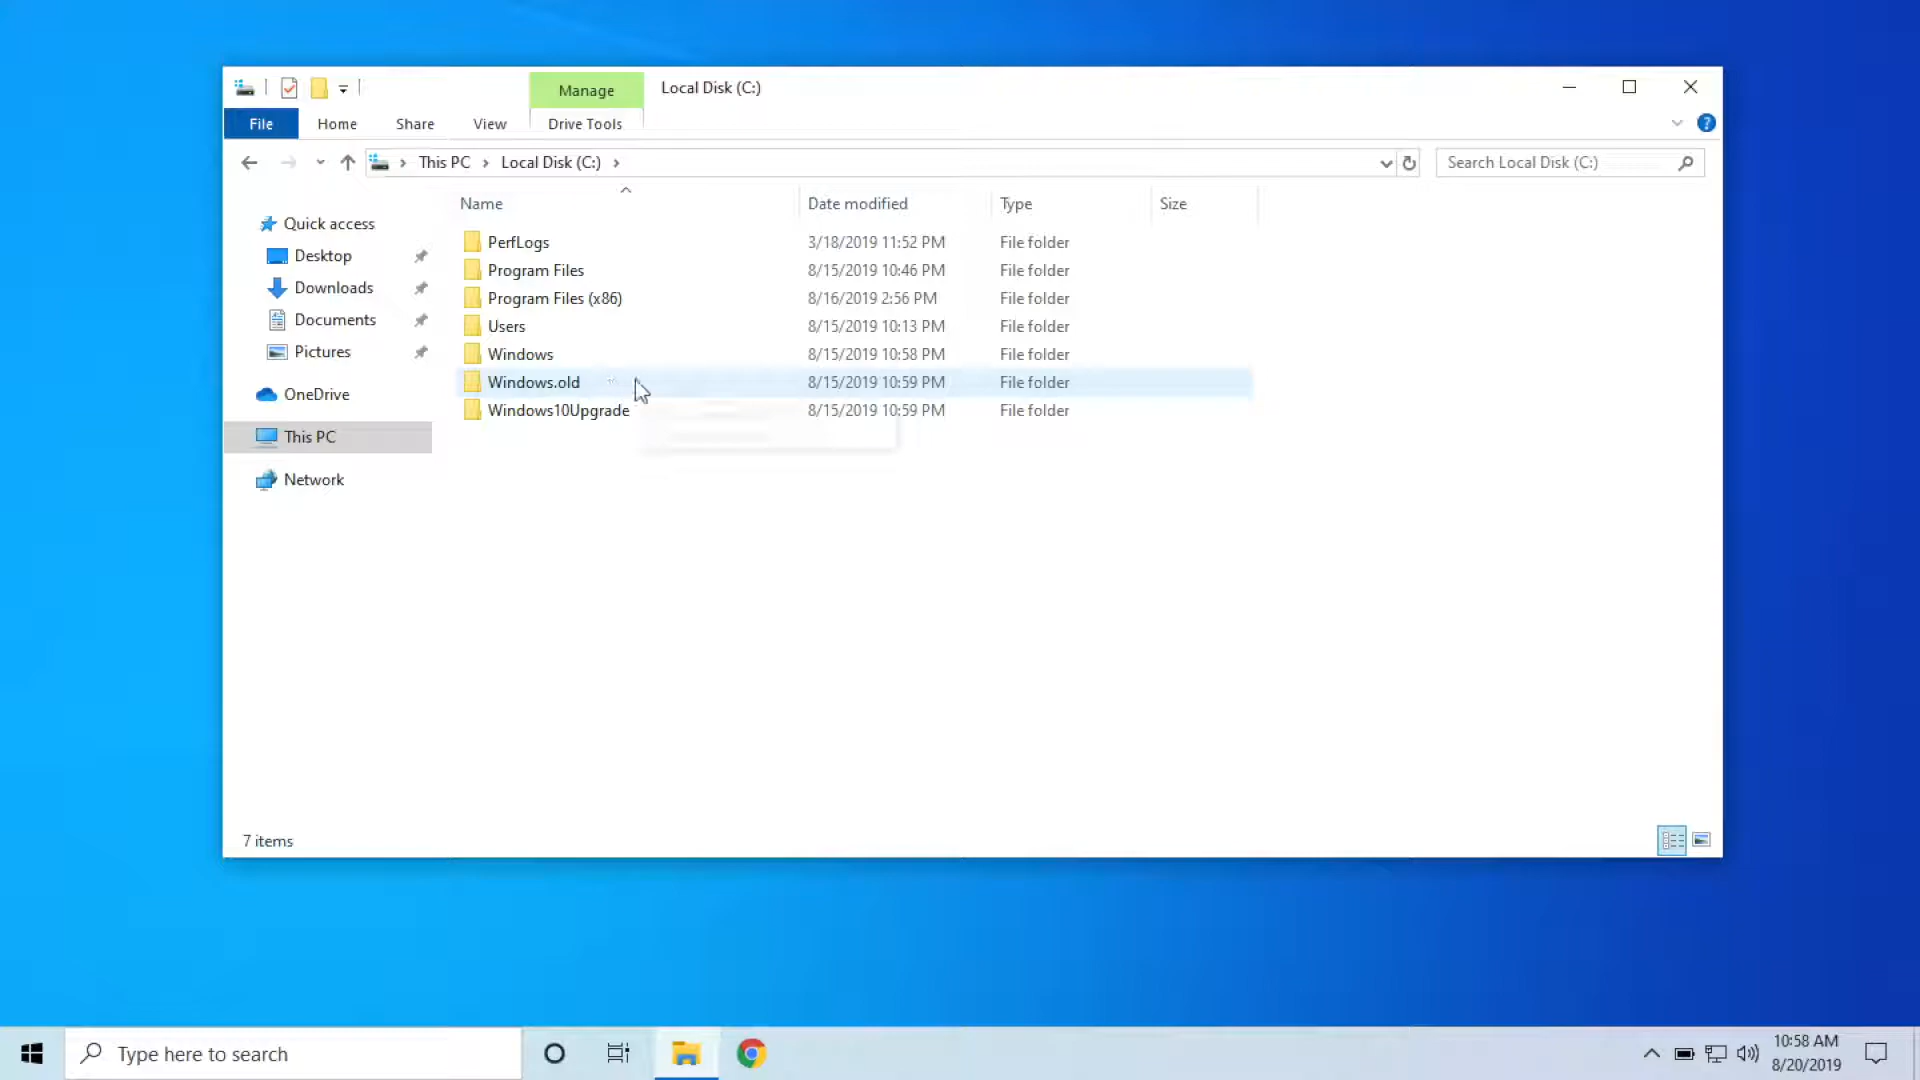 Manage
Local Disk (C:)
File
Home
Share
View
Drive Tools
?
This PC
Local Disk (C:)
Search Local Disk (C:)
Name
Date modified
Type
Size
Quick access
Desktop
Downloads
Documents
Pictures
OneDrive
This PC
Network
PerfLogs 3/18/2019 11:52 PM File folder
Program Files 8/15/2019 10:46 PM File folder
Program Files (x86) 8/16/2019 2:56 PM File folder
Users 8/15/2019 10:13 PM File folder
Windows 8/15/2019 10:58 PM File folder
Windows.old 8/15/2019 10:59 PM File folder
Windows10Upgrade 8/15/2019 10:59 PM File folder
7 items
Type here to search
10:58 AM
8/20/2019